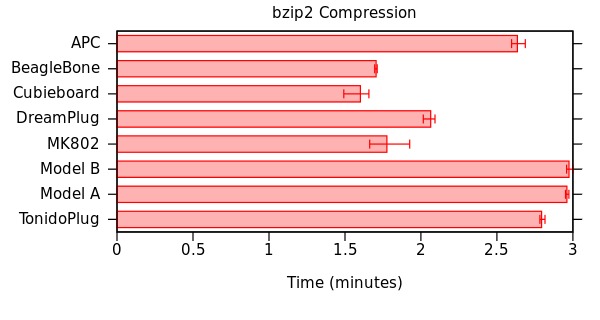 bzip2 Compression
APC
BeagleBone
Cubieboard
DreamPlug
MK802
Model B
Model A
TonidoPlug
0 0.5 1 1.5 2 2.5 3
Time (minutes)